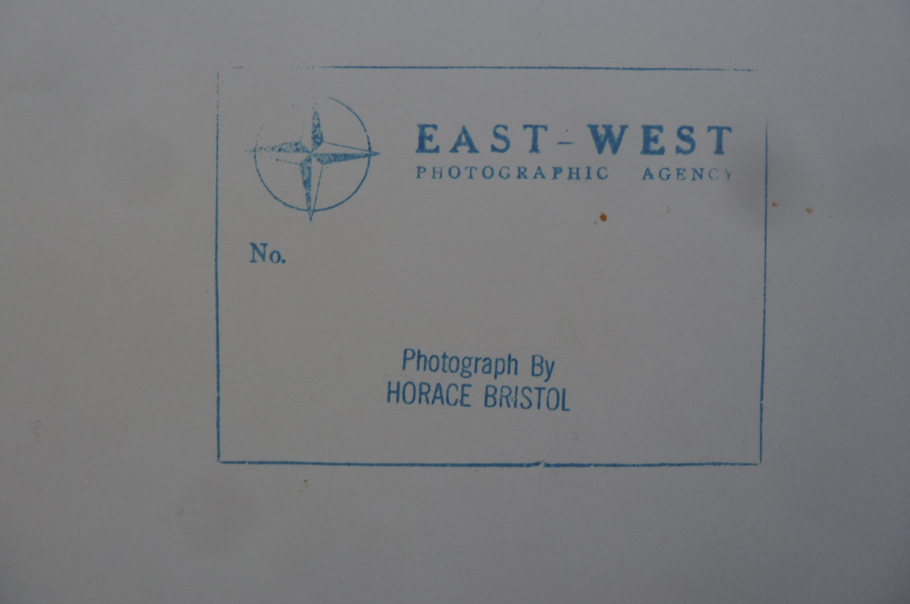 EAST-WEST
PHOTOGRAPHIC AGENCY
No.
Photograph By
HORACE BRISTOL